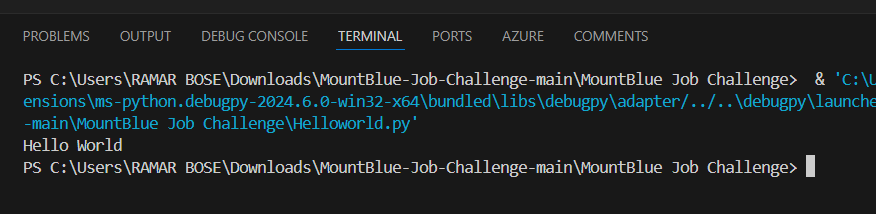 PROBLEMS OUTPUT DEBUG CONSOLE TERMINAL PORTS AZURE COMMENTS
PS C:\Users\RAMAR BOSE\Downloads\MountBlue-Job-Challenge-main\MountBlue Job Challenge>  & 'C:\U
ensions\ms-python.debugpy-2024.6.0-win32-x64\bundled\libs\debugpy\adapter/../..\debugpy\launche
-main\MountBlue Job Challenge\Helloworld.py'
Hello World
PS C:\Users\RAMAR BOSE\Downloads\MountBlue-Job-Challenge-main\MountBlue Job Challenge>